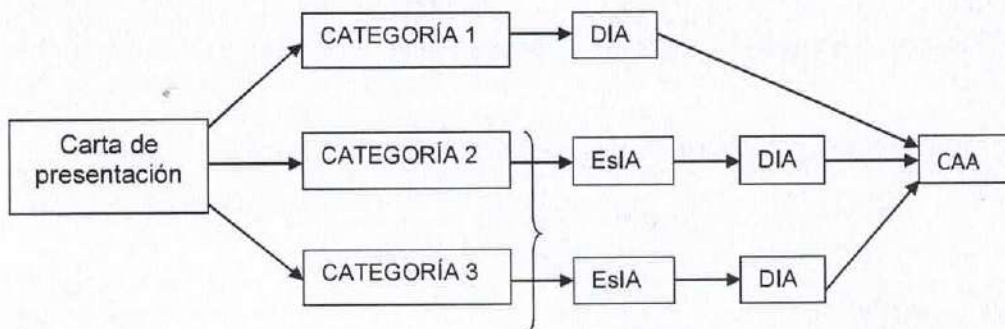 CATEGORÍA 1
DIA
Carta de
presentación
CATEGORÍA 2
EsIA
DIA
CAA
CATEGORÍA 3
EsIA
DIA